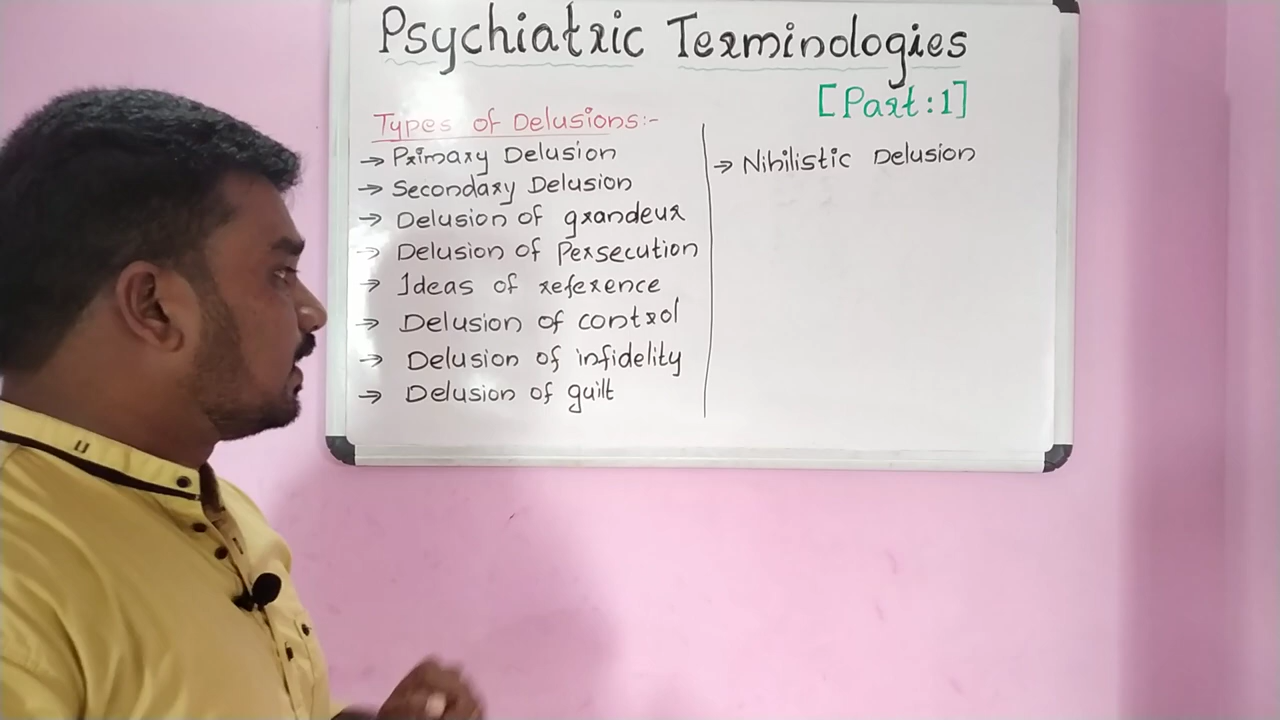 Psychiatric Terminologies
[Part:1]
Types of Delusions:-
→ Primary Delusion
→ Secondary Delusion
→ Delusion of grandeur
→ Delusion of Persecution
→ Ideas of reference
→ Delusion of control
→ Delusion of infidelity
→ Delusion of guilt
→ Nihilistic Delusion